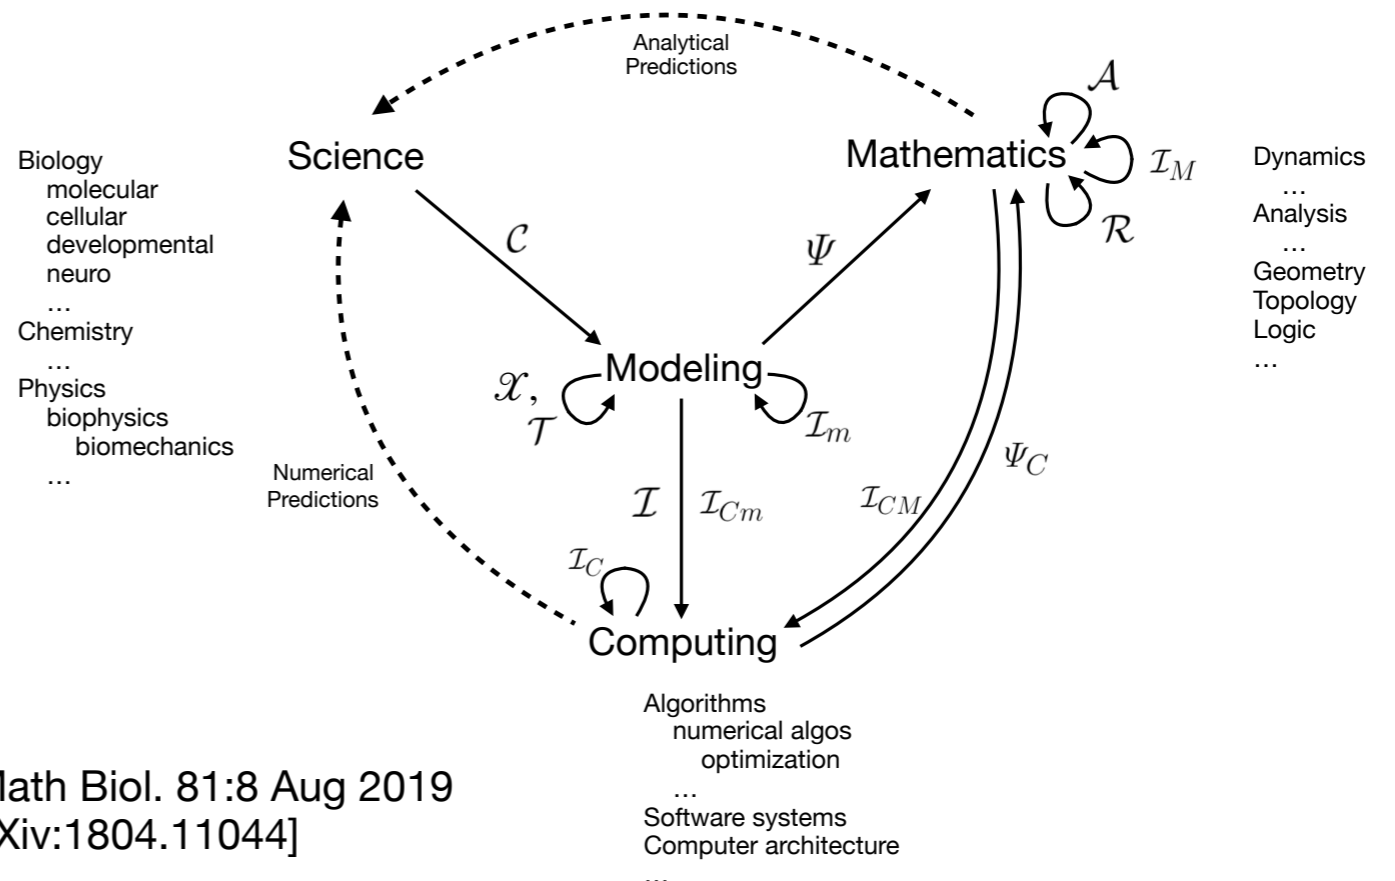 Analytical
Predictions
𝒜
Science
Mathematics
ℐ_M
ℛ
Biology
molecular
cellular
developmental
neuro
...
Chemistry
...
Physics
biophysics
biomechanics
...
Dynamics
...
Analysis
...
Geometry
Topology
Logic
...
𝒞
Ψ
Modeling
𝒳,
𝒯
ℐ_m
Numerical
Predictions
ℐ
ℐ_Cm
ℐ_CM
Ψ_C
ℐ_C
Computing
Algorithms
numerical algos
optimization
...
Software systems
Computer architecture
...
Math Biol. 81:8 Aug 2019
Xiv:1804.11044]